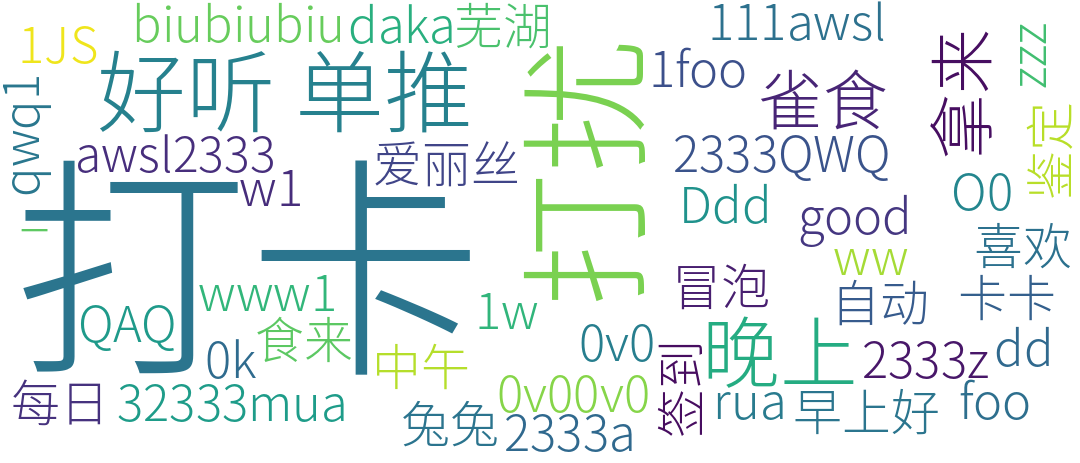 1JS
biubiubiu
daka
芜湖
111awsl
zzz
qwq1
好听
单推
打扰
1foo
雀食
拿来
awsl2333
爱丽丝
2333QWQ
鉴定
w1
打卡
Ddd
good
O0
喜欢
ww
www1
QAQ
食来
1w
冒泡
自动
卡卡
0k
中午
0v0
签到
晚上
2333z
dd
每日
32333mua
兔兔
0v00v0
2333a
rua
早上好
foo